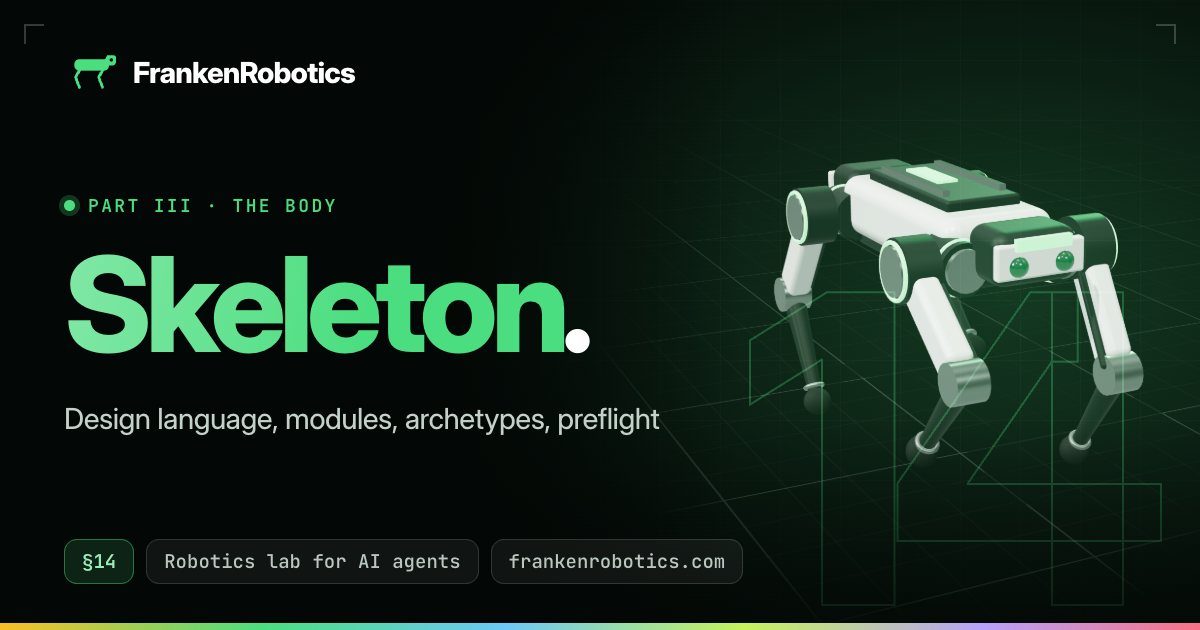 FrankenRobotics
PART III · THE BODY
Skeleton.
Design language, modules, archetypes, preflight
14
§14
Robotics lab for AI agents
frankenrobotics.com